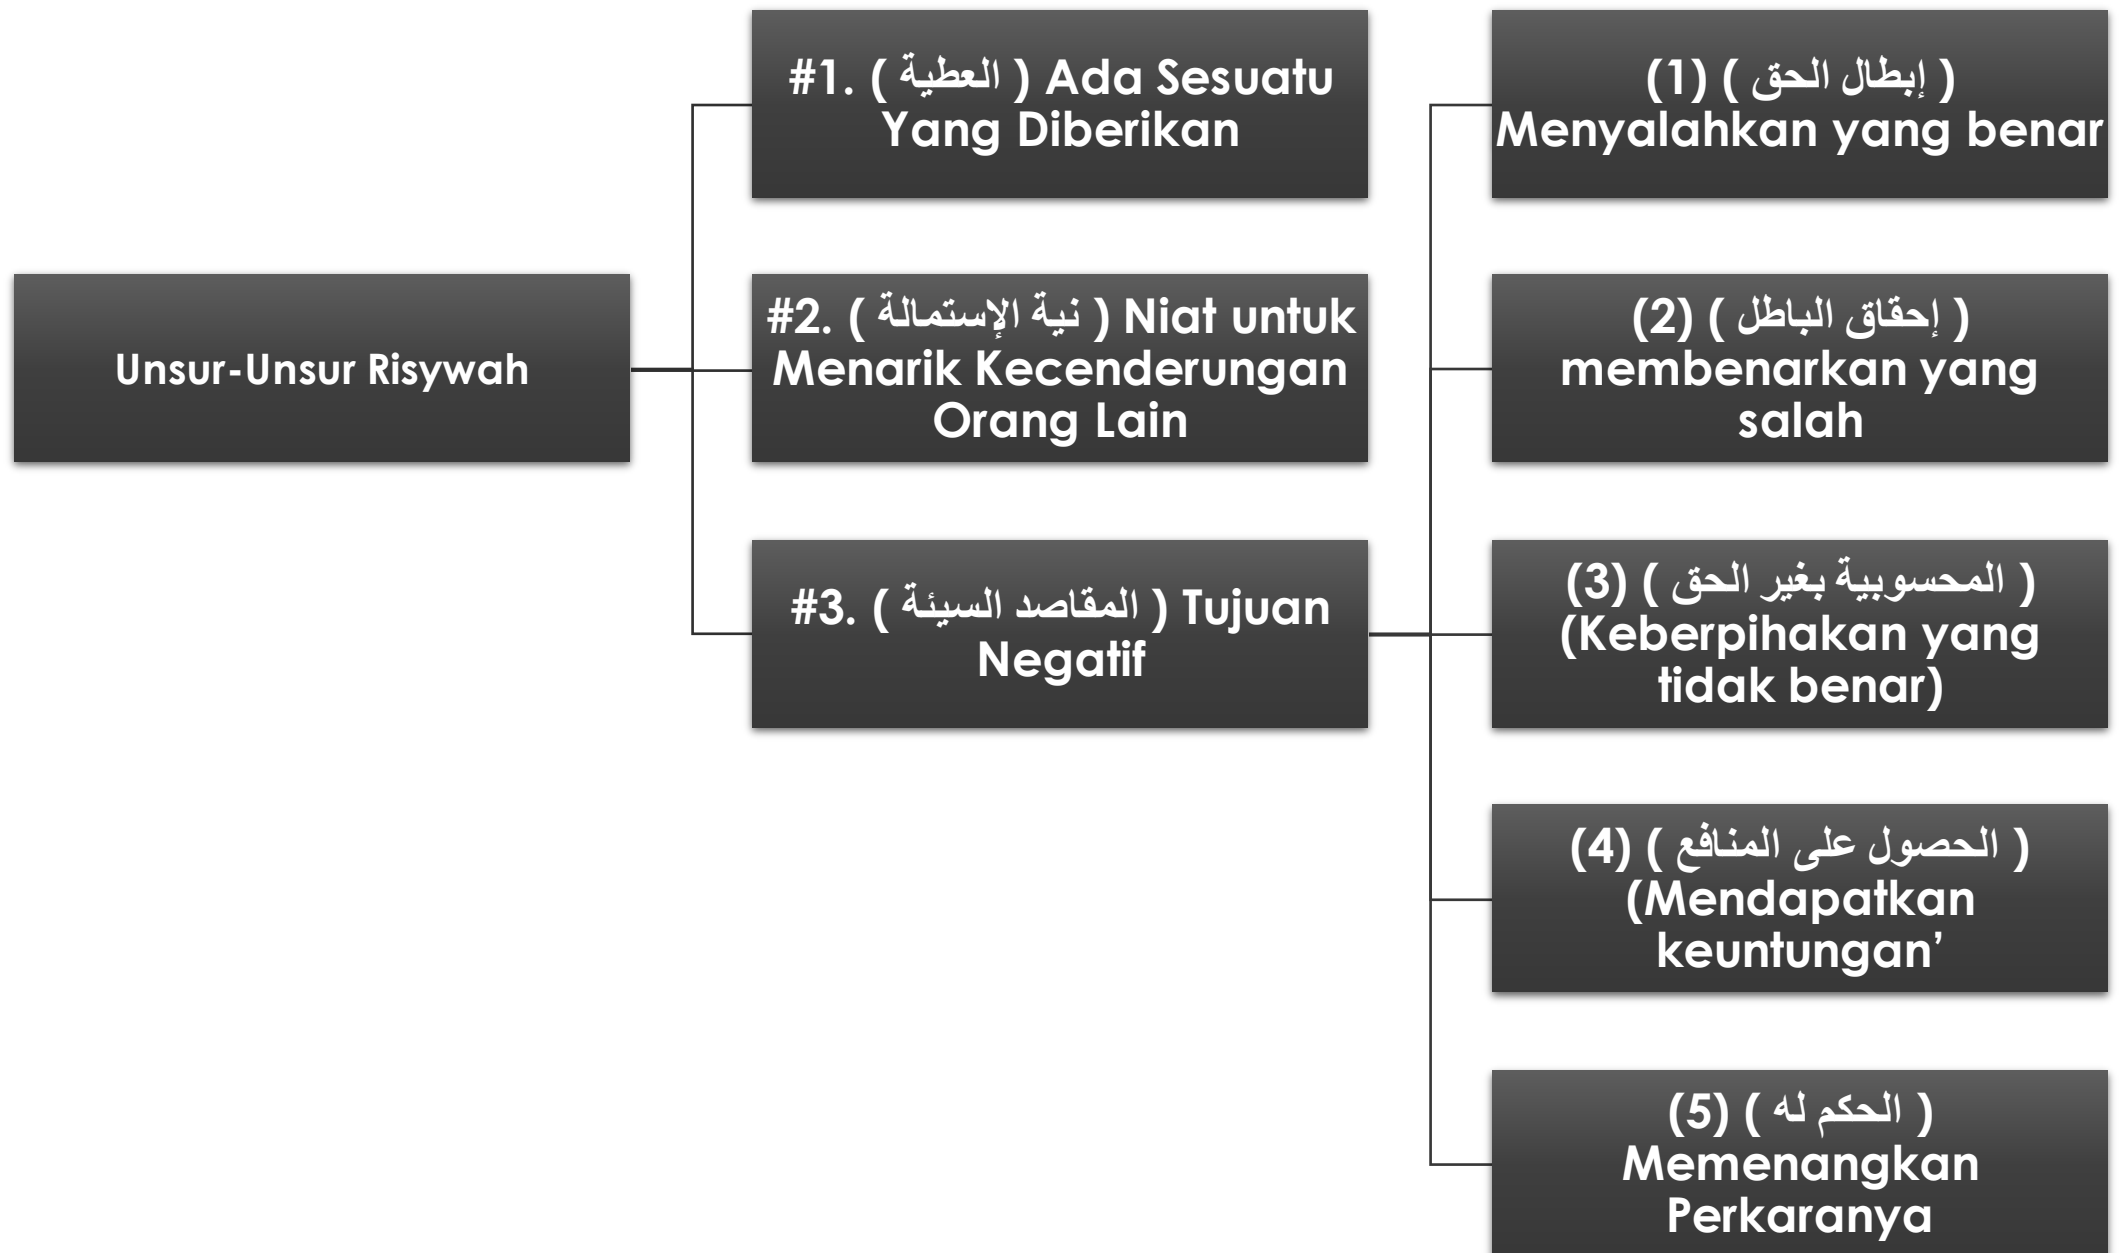 Unsur-Unsur Risywah
#1. ( العطية ) Ada Sesuatu
Yang Diberikan
#2. ( نية الإستمالة ) Niat untuk
Menarik Kecenderungan
Orang Lain
#3. ( المقاصد السيئة ) Tujuan
Negatif
(1) ( إبطال الحق )
Menyalahkan yang benar
(2) ( إحقاق الباطل )
membenarkan yang
salah
(3) ( المحسوبية بغير الحق )
(Keberpihakan yang
tidak benar)
(4) ( الحصول على المنافع )
(Mendapatkan
keuntungan’
(5) ( الحكم له )
Memenangkan
Perkaranya